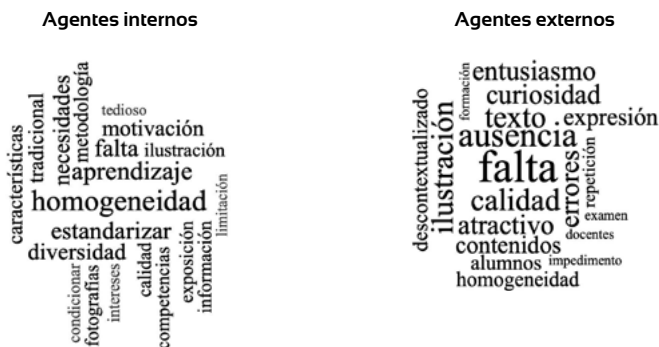 Agentes internos
características
tradicional
necesidades
metodología
tedioso
motivación
falta ilustración
aprendizaje
homogeneidad
limitación
estandarizar
diversidad
condicionar
fotografías
intereses
calidad
competencias
exposición
información
Agentes externos
descontextualizado
ilustración
formación
entusiasmo
curiosidad
texto expresión
ausencia
falta
errores
repetición
calidad
examen
atractivo
docentes
contenidos
alumnos impedimento
homogeneidad